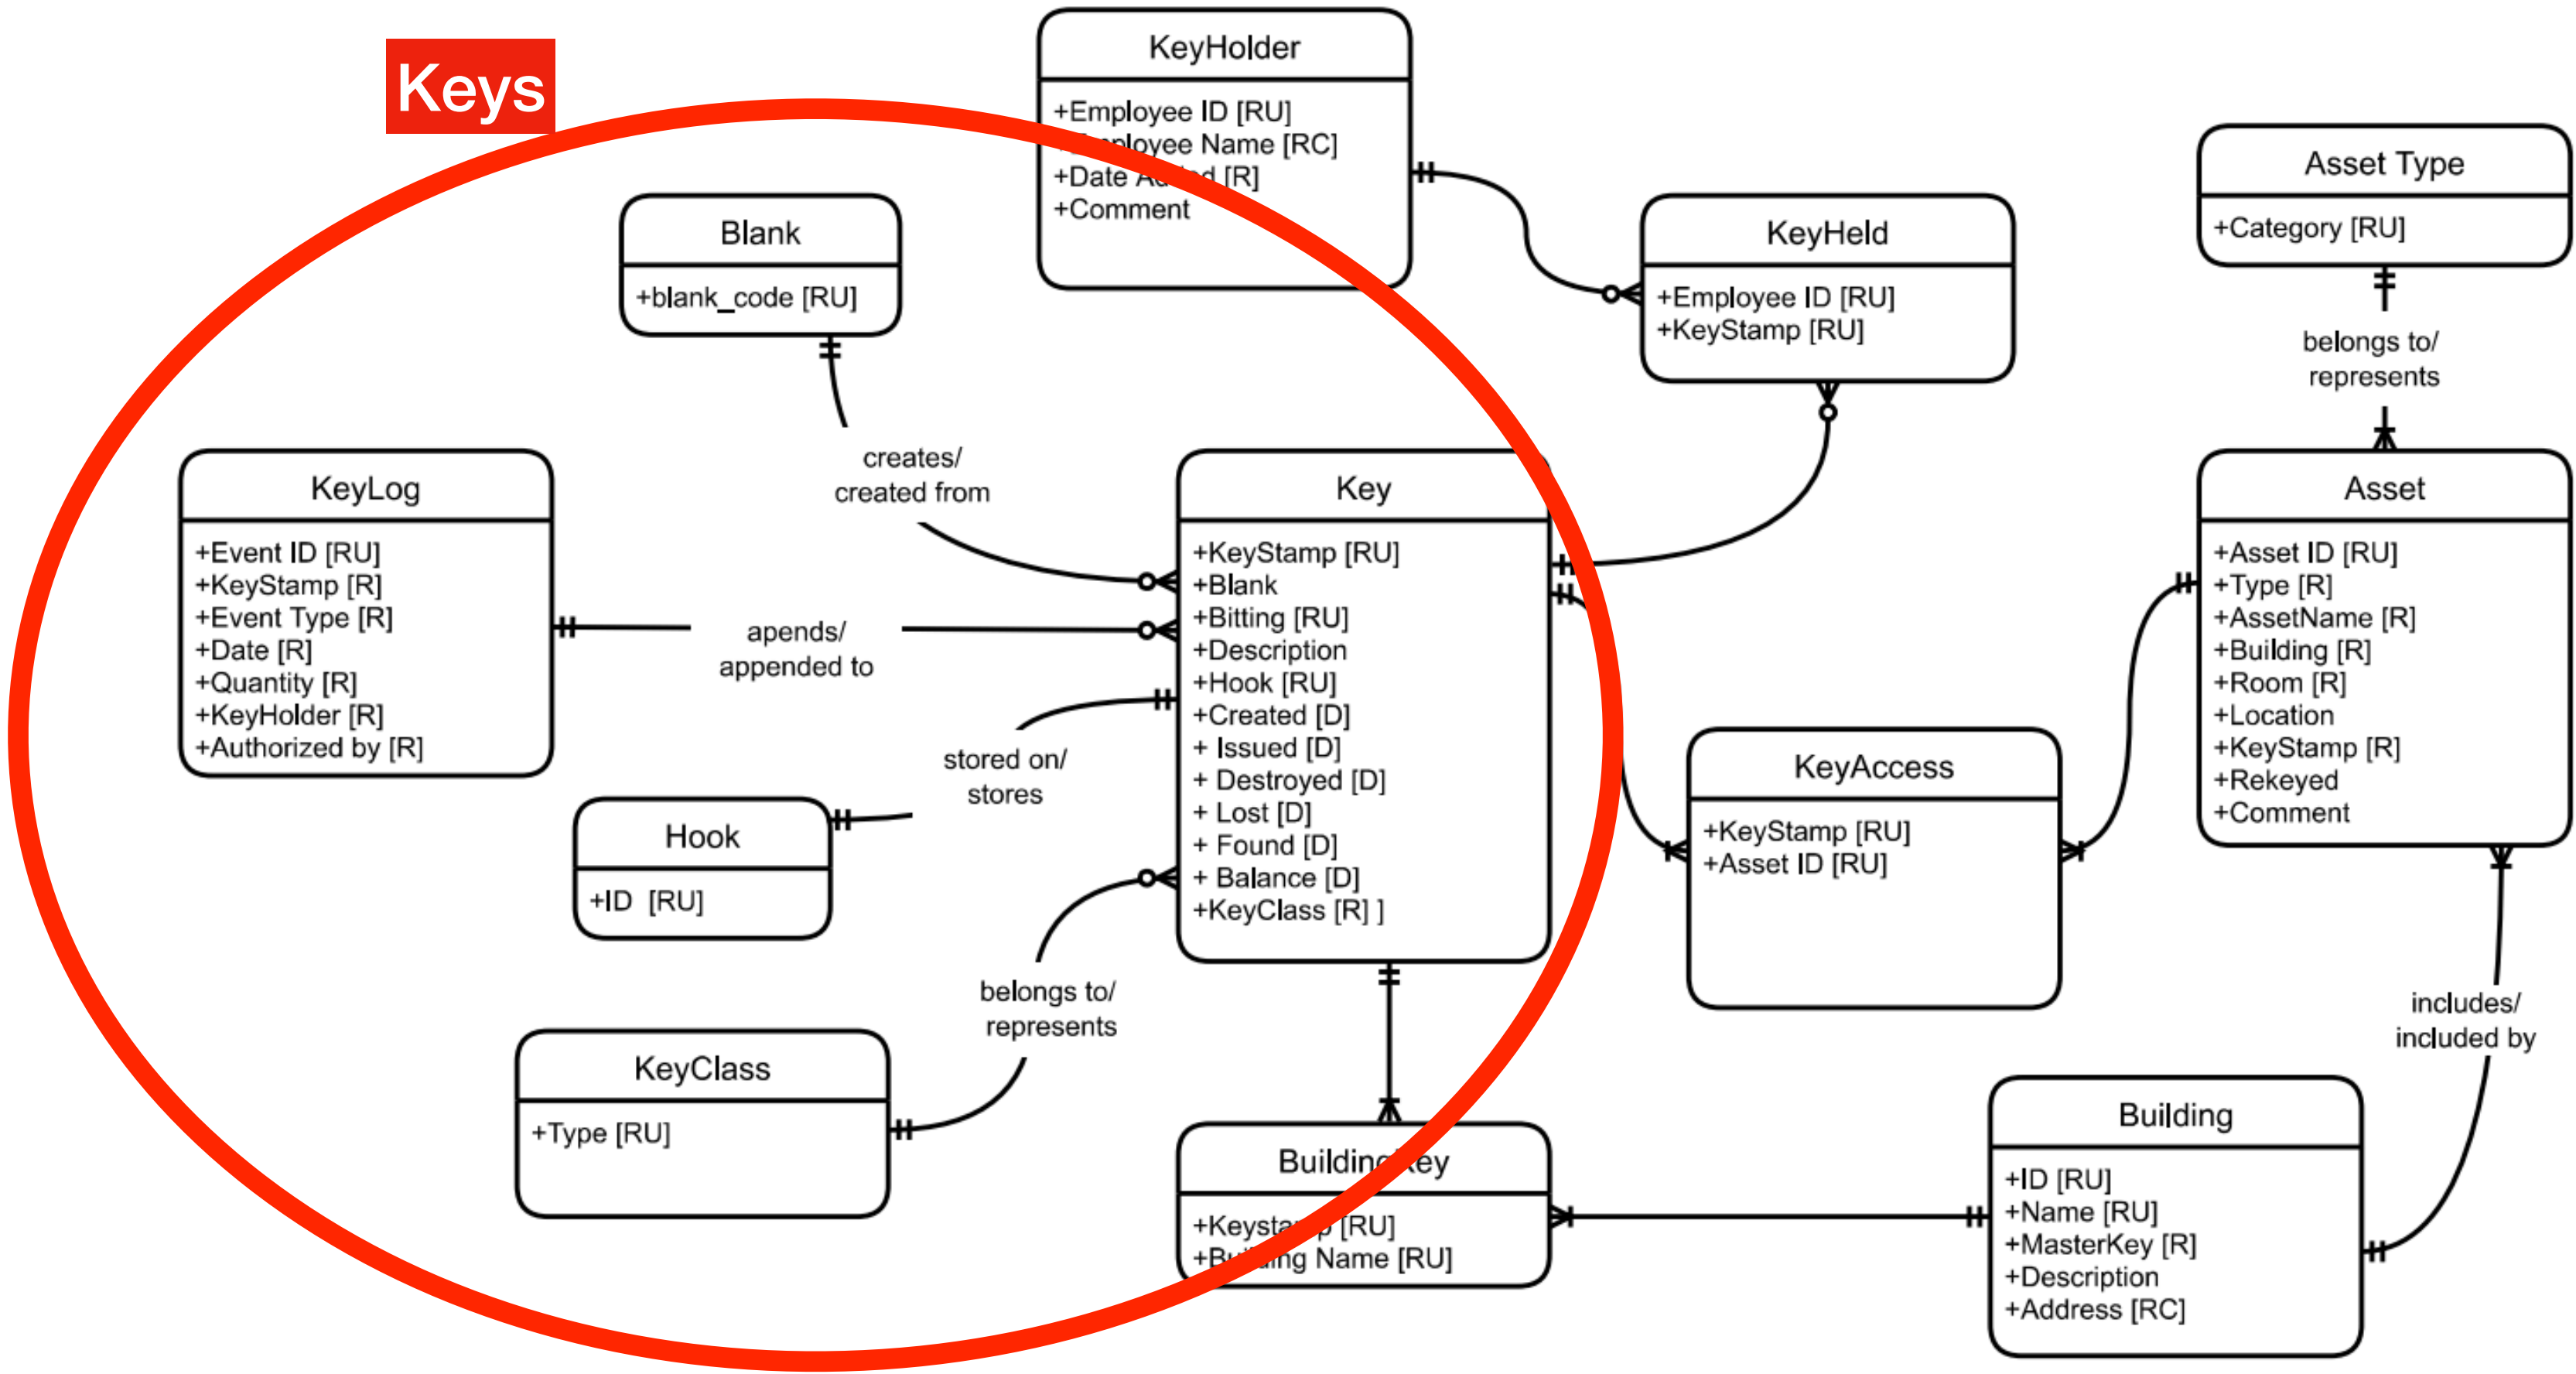 Keys
KeyHolder
+Employee ID [RU]
Name [RC]
+Date [R]
+Comment
Blank
+blank_code [RU]
KeyHeld
+Employee ID [RU]
+KeyStamp [RU]
Asset Type
+Category [RU]
belongs to/
represents
creates/
created from
KeyLog
+Event ID [RU]
+KeyStamp [R]
+Event Type [R]
+Date [R]
+Quantity [R]
+KeyHolder [R]
+Authorized by [R]
apends/
appended to
Key
+KeyStamp [RU]
+Blank
+Bitting [RU]
+Description
+Hook [RU]
+Created [D]
+ Issued [D]
+ Destroyed [D]
+ Lost [D]
+ Found [D]
+ Balance [D]
+KeyClass [R] ]
Asset
+Asset ID [RU]
+Type [R]
+AssetName [R]
+Building [R]
+Room [R]
+Location
+KeyStamp [R]
+Rekeyed
+Comment
stored on/
stores
Hook
+ID [RU]
KeyAccess
+KeyStamp [RU]
+Asset ID [RU]
belongs to/
represents
KeyClass
+Type [RU]
includes/
included by
BuildingKey
+Keystamp [RU]
+Building Name [RU]
Building
+ID [RU]
+Name [RU]
+MasterKey [R]
+Description
+Address [RC]